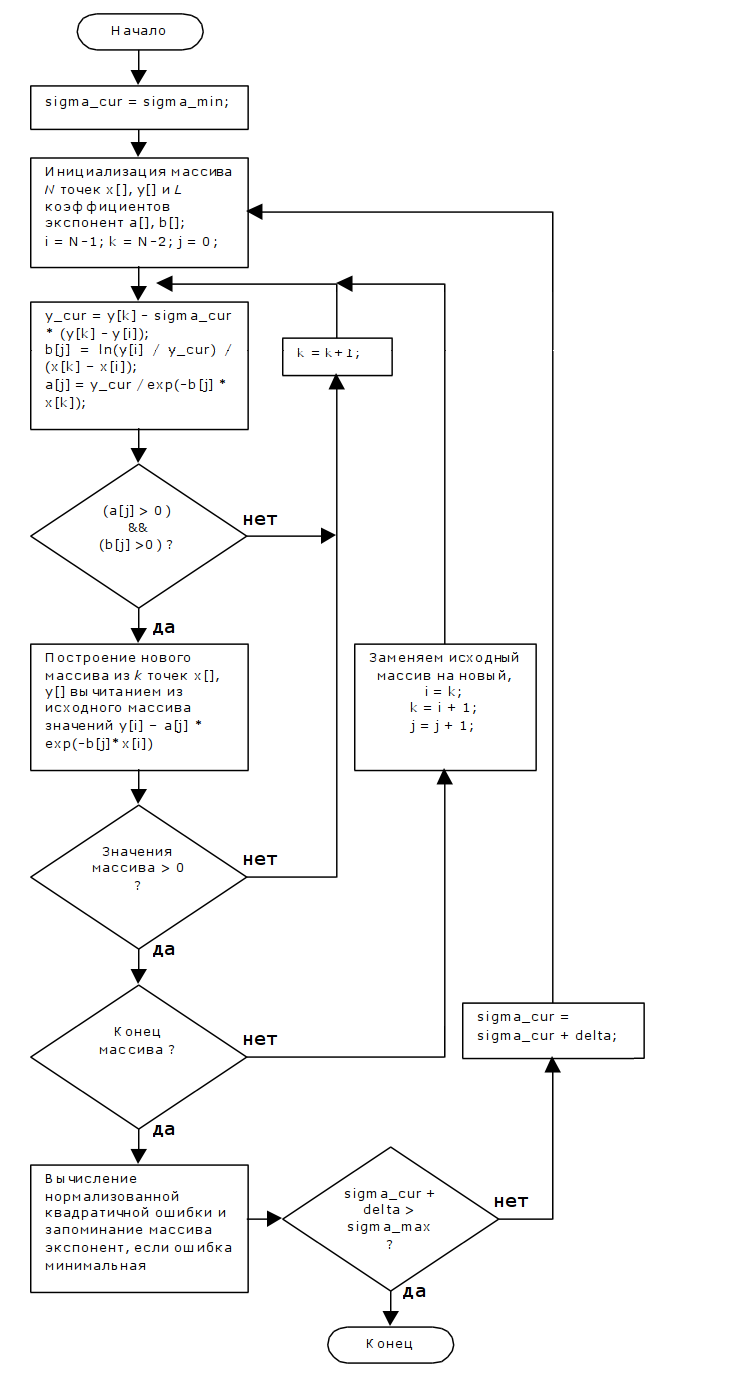 Начало
sigma_cur = sigma_min;
Инициализация массива
N точек x[], y[] и L
коэффициентов
экспонент a[], b[];
i = N-1; k = N-2; j = 0;
y_cur = y[k] – sigma_cur
* (y[k] – y[i]);
b[j] = ln(y[i] / y_cur) /
(x[k] – x[i]);
a[j] = y_cur / exp(-b[j] *
x[k]);
k = k+1;
(a[j] > 0)
&&
(b[j] >0) ?
нет
да
Построение нового
массива из k точек x[],
y[] вычитанием из
исходного массива
значений y[i] – a[j] *
exp(-b[j]*x[i])
Заменяем исходный
массив на новый,
i = k;
k = i + 1;
j = j + 1;
Значения
массива > 0
?
нет
да
Конец
массива ?
нет
да
sigma_cur =
sigma_cur + delta;
Вычисление
нормализованной
квадратичной ошибки и
запоминание массива
экспонент, если ошибка
минимальная
sigma_cur +
delta >
sigma_max
?
нет
да
Конец